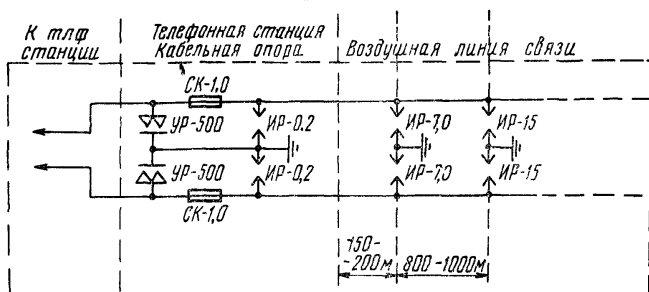 К тлф
станции
Телефонная станция
Кабельная опора
Воздушная линия связи
СК-1,0
УР-500
ИР-0.2
ИР-7,0
ИР-15
УР-500
ИР-0,2
ИР-7,0
ИР-15
СК-1,0
150-
-200м
800-1000м